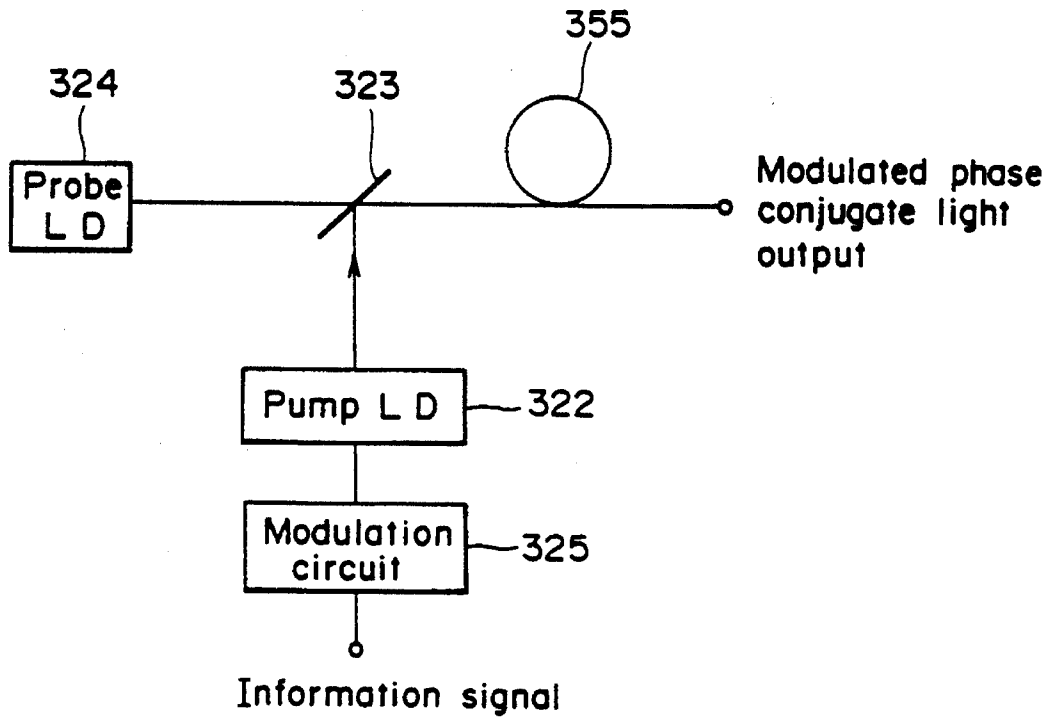 355
324
323
Probe
L D
Modulated phase
conjugate light
output
Pump L D
322
Modulation
circuit
325
Information signal